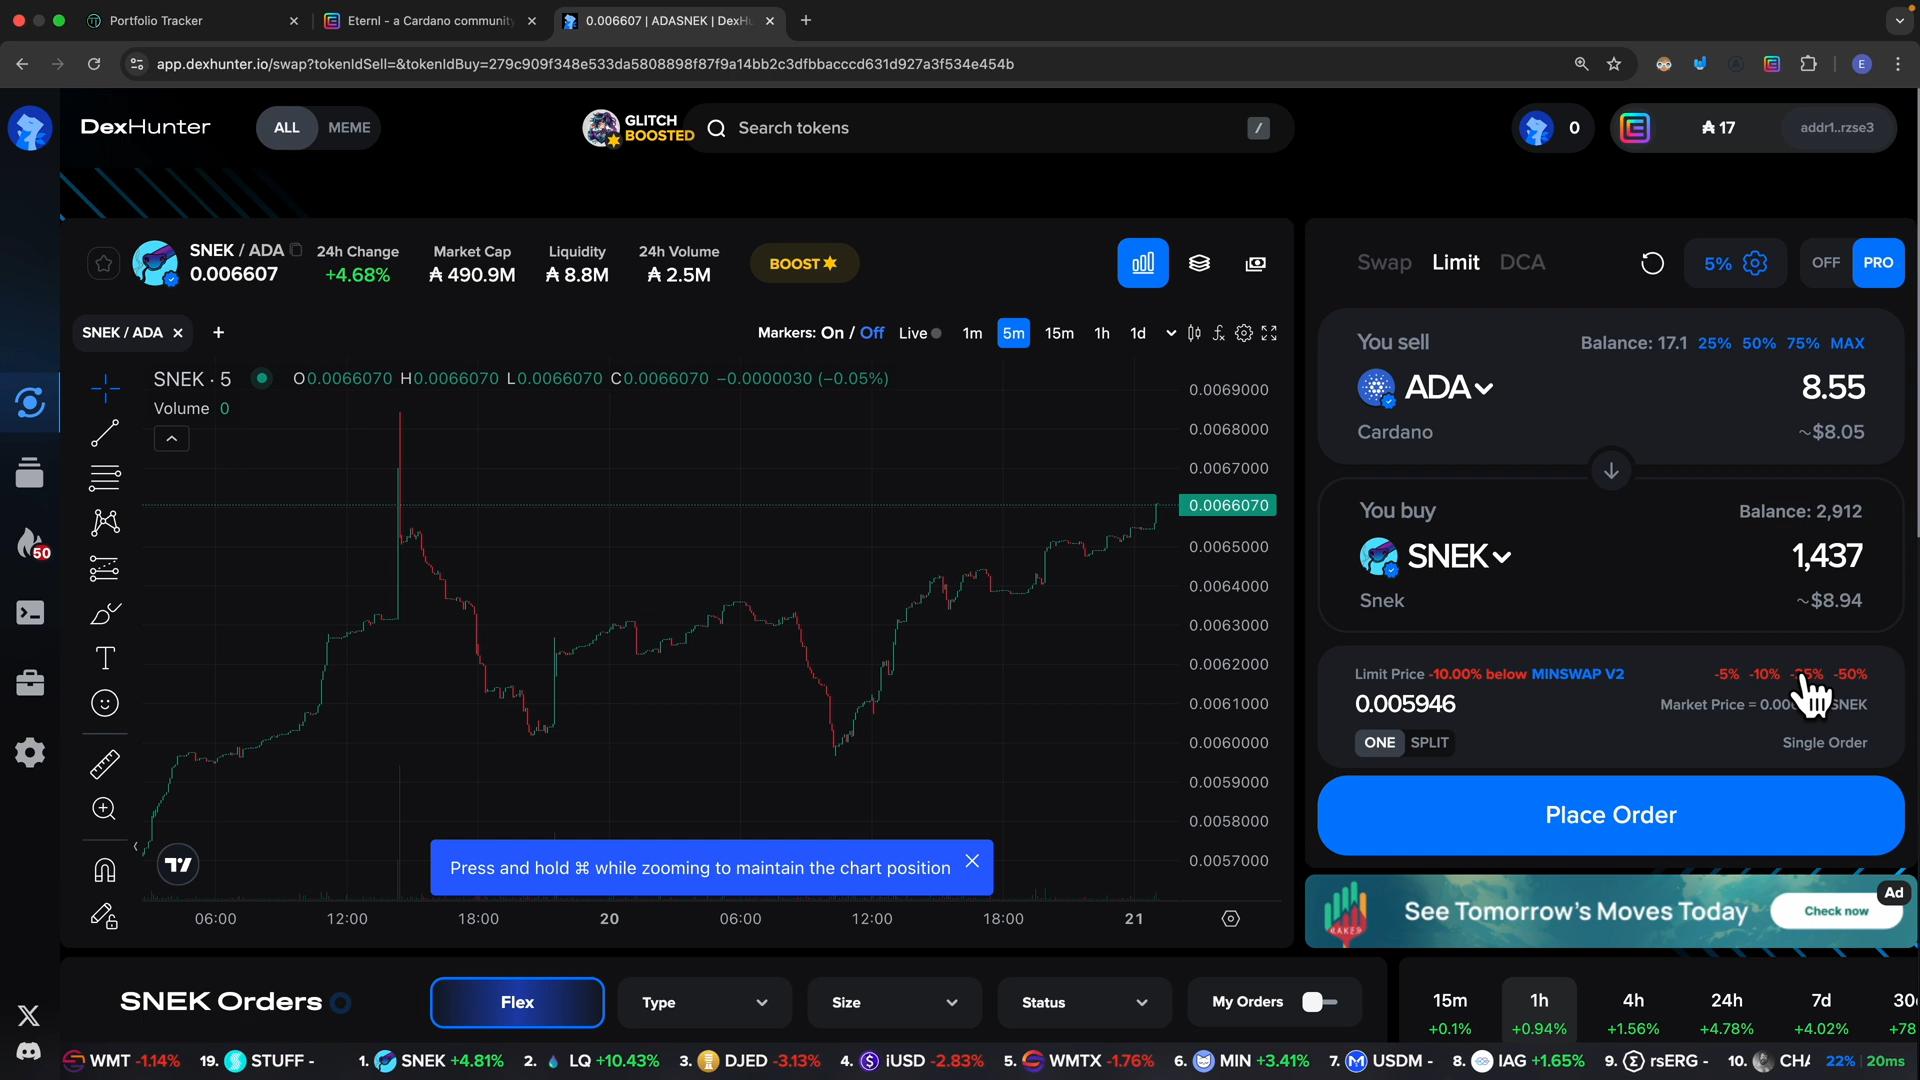 Portfolio Tracker
Eternl - a Cardano community
0.006607 | ADASNEK | DexHu
app.dexhunter.io/swap?tokenIdSell=&tokenIdBuy=279c909f348e533da5808898f87f9a14bb2c3dfbbacccd631d927a3f534e454b
E
DexHunter
ALL MEME
GLITCH
BOOSTED
Search tokens
/
0
₳ 17
addr1..rzse3
SNEK / ADA
0.006607
24h Change
+4.68%
Market Cap
₳ 490.9M
Liquidity
₳ 8.8M
24h Volume
₳ 2.5M
BOOST
SNEK / ADA
Markers: On / Off Live 1m 5m 15m 1h 1d
SNEK · 5 O0.0066070 H0.0066070 L0.0066070 C0.0066070 −0.0000030 (−0.05%)
Volume 0
0.0069000
0.0068000
0.0067000
0.0066070
0.0065000
0.0064000
0.0063000
0.0062000
0.0061000
0.0060000
0.0059000
0.0058000
0.0057000
50
Press and hold ⌘ while zooming to maintain the chart position
06:00 12:00 18:00 20 06:00 12:00 18:00 21
Swap Limit DCA
5%
OFF PRO
You sell
Balance: 17.1 25% 50% 75% MAX
ADA
8.55
Cardano
~$8.05
You buy
Balance: 2,912
SNEK
1,437
Snek
~$8.94
Limit Price -10.00% below MINSWAP V2
-5% -10% -50%
0.005946
Market Price = SNEK
ONE SPLIT
Single Order
Place Order
See Tomorrow's Moves Today
Check now
Ad
SNEK Orders
Flex
Type
Size
Status
My Orders
15m 1h 4h 24h 7d
+0.1% +0.94% +1.56% +4.78% +4.02% +78
WMT -1.14% 19. STUFF - 1. SNEK +4.81% 2. LQ +10.43% 3. DJED -3.13% 4. iUSD -2.83% 5. WMTX -1.76% 6. MIN +3.41% 7. USDM - 8. IAG +1.65% 9. rsERG - 10. CHA 22% 20ms